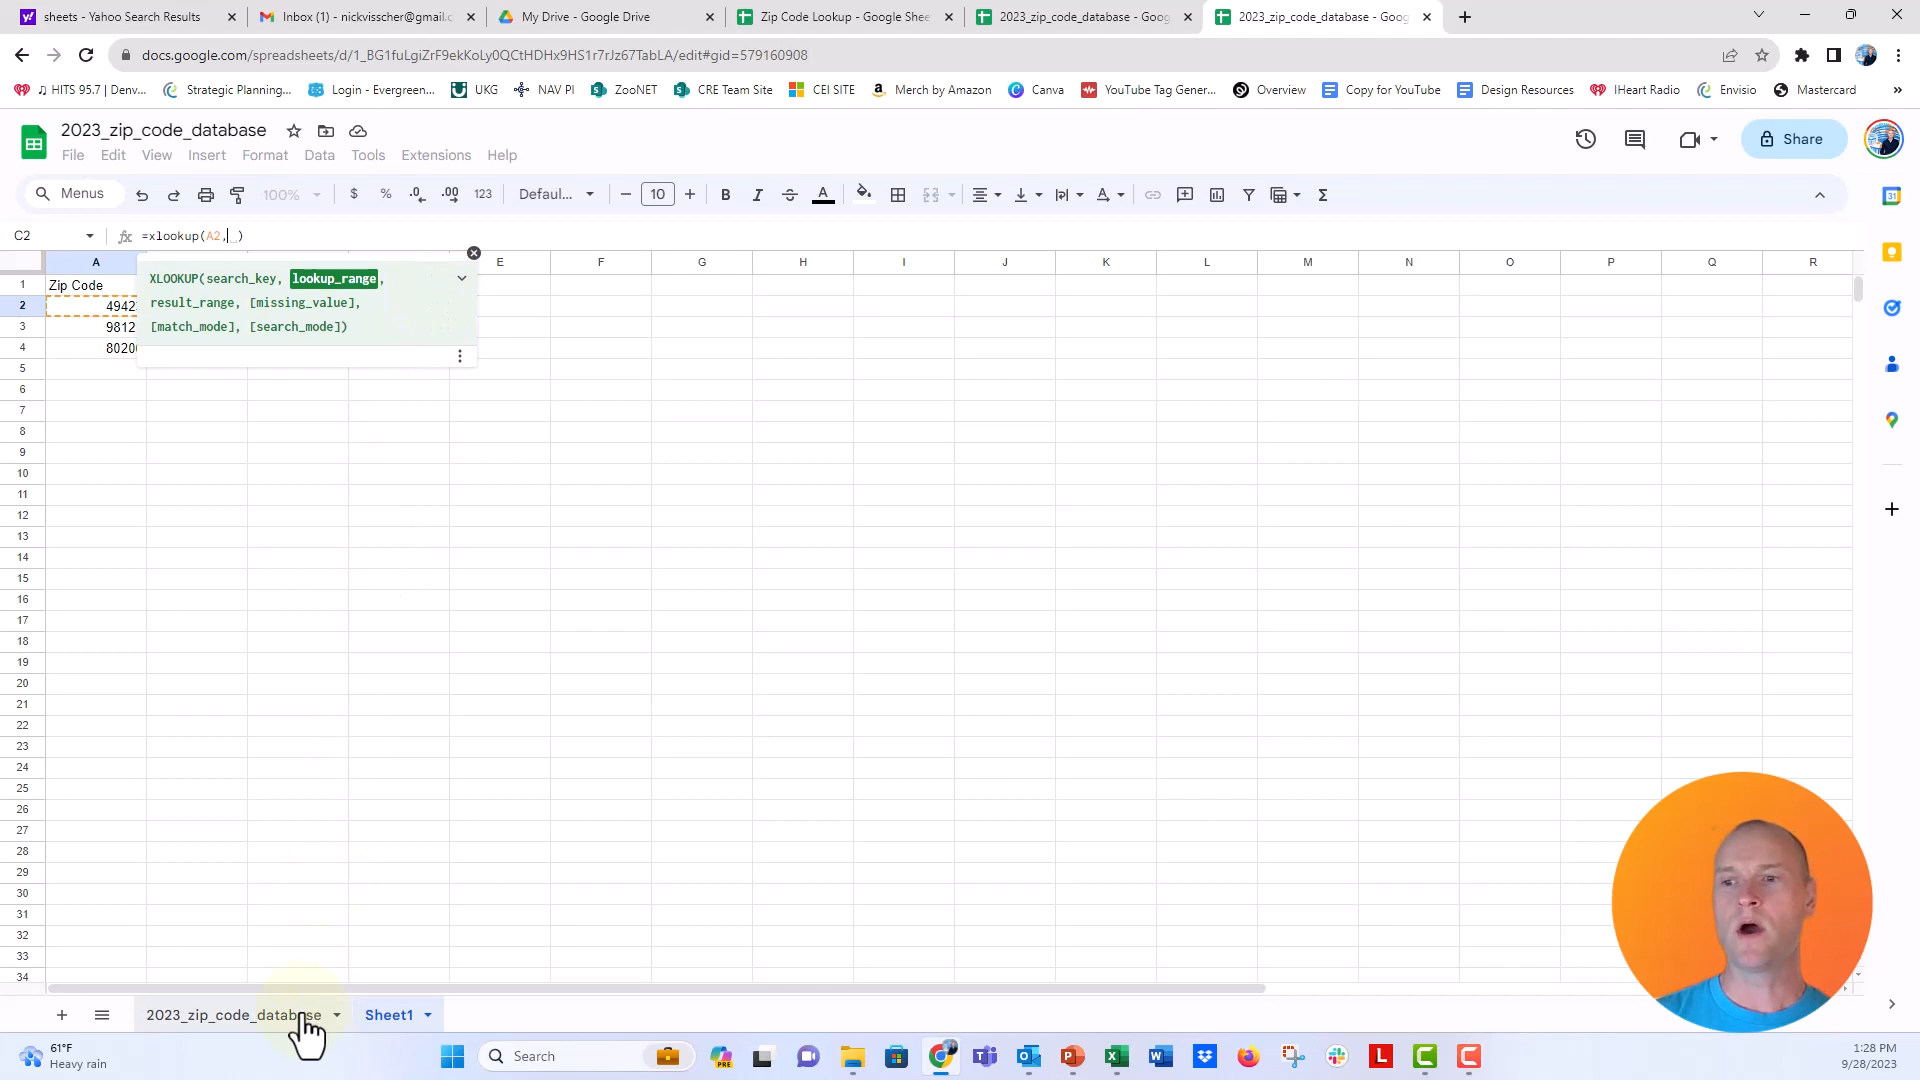 sheets - Yahoo Search Results
Inbox (1) - nickvisscher@gmail.c
My Drive - Google Drive
Zip Code Lookup - Google Shee
2023_zip_code_database - Goog
2023_zip_code_database - Goog
docs.google.com/spreadsheets/d/1_BG1fuLgiZrF9ekKoLy0QCtHDHx9HS1r7rJz67TabLA/edit#gid=579160908
♫ HITS 95.7 | Denv...
Strategic Planning...
Login - Evergreen...
UKG
NAV PI
ZooNET
CRE Team Site
CEI SITE
Merch by Amazon
Canva
YouTube Tag Gener...
Overview
Copy for YouTube
Design Resources
IHeart Radio
Envisio
Mastercard
»
2023_zip_code_database
File Edit View Insert Format Data Tools Extensions Help
Share
Menus
100%
$ % .0 .00 123
Defaul...
10
B I A Σ
C2
fx =xlookup(A2, )
A E F G H I J K L M N O P Q R
XLOOKUP(search_key, lookup_range,
result_range, [missing_value],
[match_mode], [search_mode])
1 Zip Code
2 4942
3 9812
4 8020
5
6
7
8
9
10
11
12
13
14
15
16
17
18
19
20
21
22
23
24
25
26
27
28
29
30
31
32
33
34
2023_zip_code_database
Sheet1
61°F
Heavy rain
Search
PRE
1:28 PM
9/28/2023